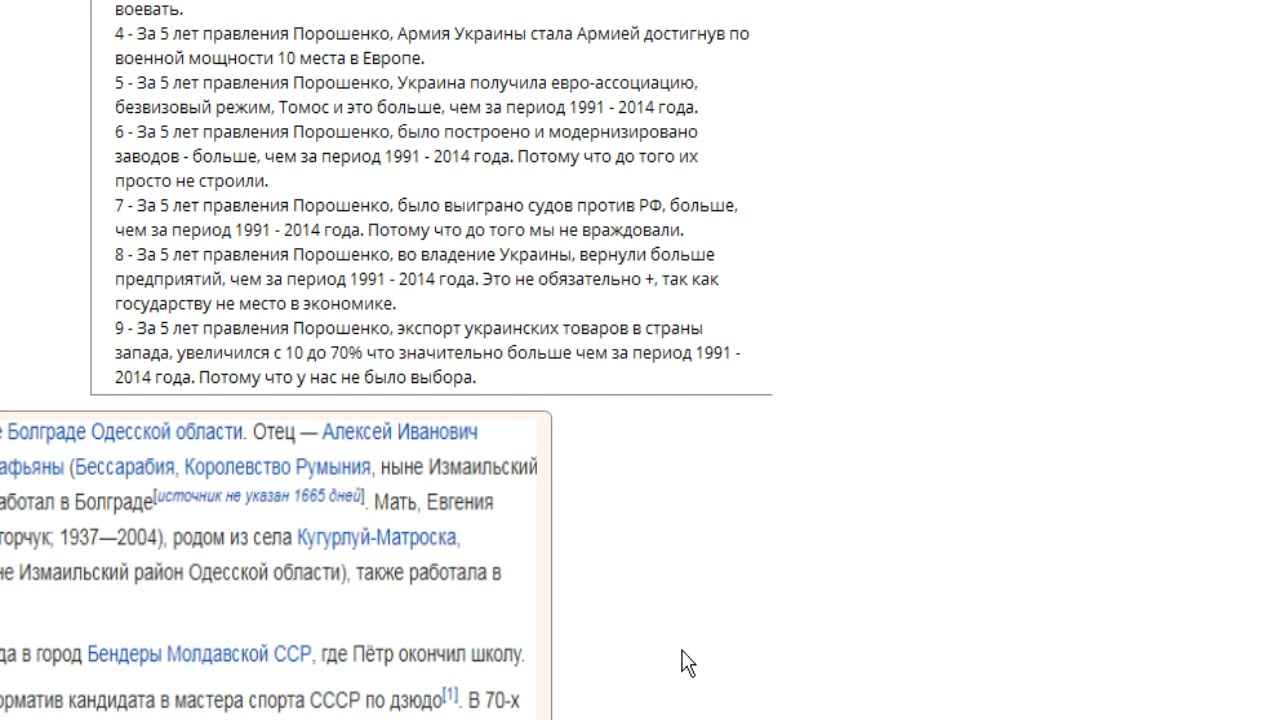 воевать.
4 - За 5 лет правления Порошенко, Армия Украины стала Армией достигнув по
военной мощности 10 места в Европе.
5 - За 5 лет правления Порошенко, Украина получила евро-ассоциацию,
безвизовый режим, Томос и это больше, чем за период 1991 - 2014 года.
6 - За 5 лет правления Порошенко, было построено и модернизировано
заводов - больше, чем за период 1991 - 2014 года. Потому что до того их
просто не строили.
7 - За 5 лет правления Порошенко, было выиграно судов против РФ, больше,
чем за период 1991 - 2014 года. Потому что до того мы не враждовали.
8 - За 5 лет правления Порошенко, во владение Украины, вернули больше
предприятий, чем за период 1991 - 2014 года. Это не обязательно +, так как
государству не место в экономике.
9 - За 5 лет правления Порошенко, экспорт украинских товаров в страны
запада, увеличился с 10 до 70% что значительно больше чем за период 1991 -
2014 года. Потому что у нас не было выбора.
е Болграде Одесской области. Отец — Алексей Иванович
афьяны (Бессарабия, Королевство Румыния, ныне Измаильский
аботал в Болграде[источник не указан 1665 дней]. Мать, Евгения
горчук; 1937—2004), родом из села Кугурлуй-Матроска,
не Измаильский район Одесской области), также работала в
да в город Бендеры Молдавской ССР, где Пётр окончил школу.
орматив кандидата в мастера спорта СССР по дзюдо[1]. В 70-х